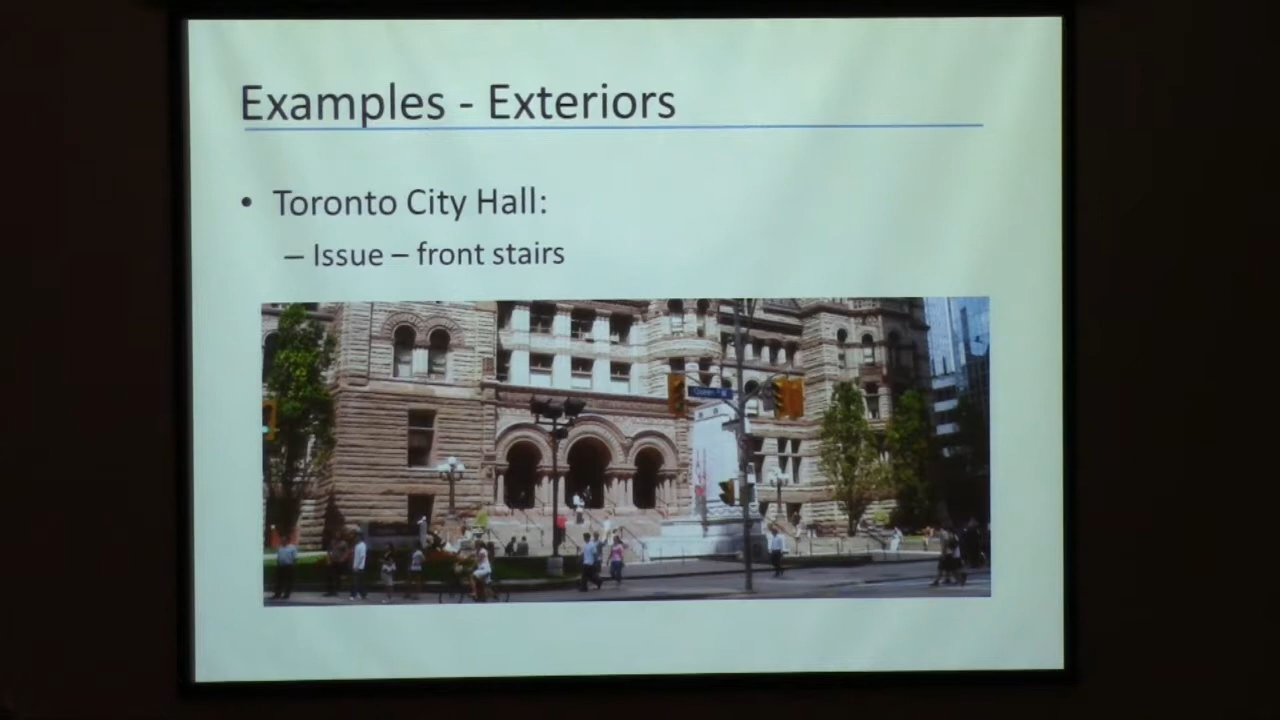 Examples - Exteriors
• Toronto City Hall:
– Issue – front stairs